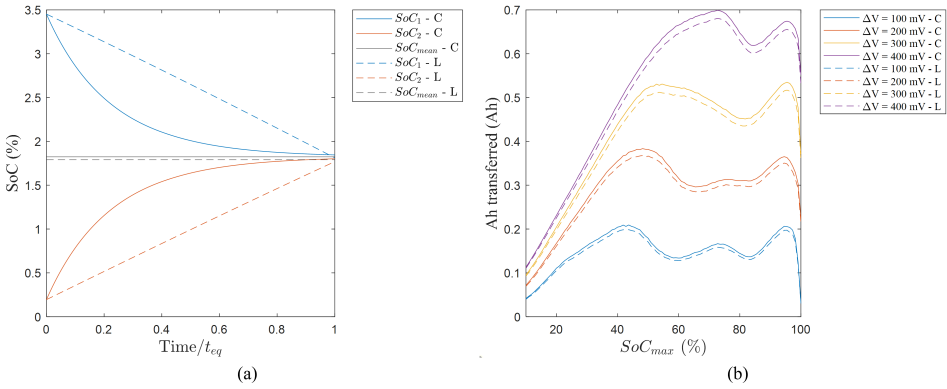 3.5
3
2.5
2
1.5
1
0.5
0
SoC (%)
0
0.2
0.4
0.6
0.8
1
Time/t_eq
SoC_1 - C
SoC_2 - C
SoC_mean - C
SoC_1 - L
SoC_2 - L
SoC_mean - L
(a)
0.7
0.6
0.5
0.4
0.3
0.2
0.1
0
Ah transferred (Ah)
20
40
60
80
100
SoC_max (%)
ΔV = 100 mV - C
ΔV = 200 mV - C
ΔV = 300 mV - C
ΔV = 400 mV - C
ΔV = 100 mV - L
ΔV = 200 mV - L
ΔV = 300 mV - L
ΔV = 400 mV - L
(b)